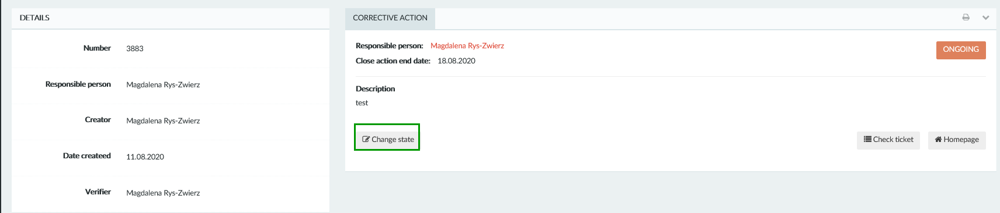 DETAILS
Number 3883
Responsible person Magdalena Rys-Zwierz
Creator Magdalena Rys-Zwierz
Date createed 11.08.2020
Verifier Magdalena Rys-Zwierz
CORRECTIVE ACTION
Responsible person: Magdalena Rys-Zwierz
ONGOING
Close action end date: 18.08.2020
Description
test
Change state
Check ticket
Homepage